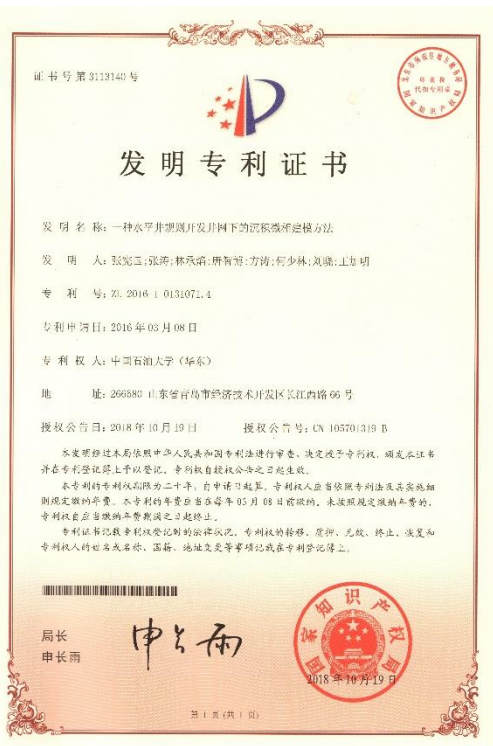 证书号第3113140号
发明专利证书
发明名称：一种水平井规则开发井网下的沉积微相建模方法
发明人：张宪国;张涛;林承焰;唐智博;方涛;何少林;刘晓;王旭明
专利号：ZL 2016 1 0131071.4
专利申请日：2016年03月08日
专利权人：中国石油大学（华东）
地址：266580 山东省青岛市经济技术开发区长江西路66号
授权公告日：2018年10月19日 授权公告号：CN 105701319 B
本发明经过本局依照中华人民共和国专利法进行审查，决定授予专利权，颁发本证书
并在专利登记簿上予以登记。专利权自授权公告之日起生效。
本专利的专利权期限为二十年，自申请日起算。专利权人应当依照专利法及其实施细
则规定缴纳年费。本专利的年费应当在每年03月08日前缴纳。未按照规定缴纳年费的，
专利权自应当缴纳年费期满之日起终止。
专利证书记载专利权登记时的法律状况。专利权的转移、质押、无效、终止、恢复和
专利权人的姓名或名称、国籍、地址变更等事项记载在专利登记簿上。
局长
申长雨
申长雨
国家知识产权局
2018年10月19日
第1页(共1页)